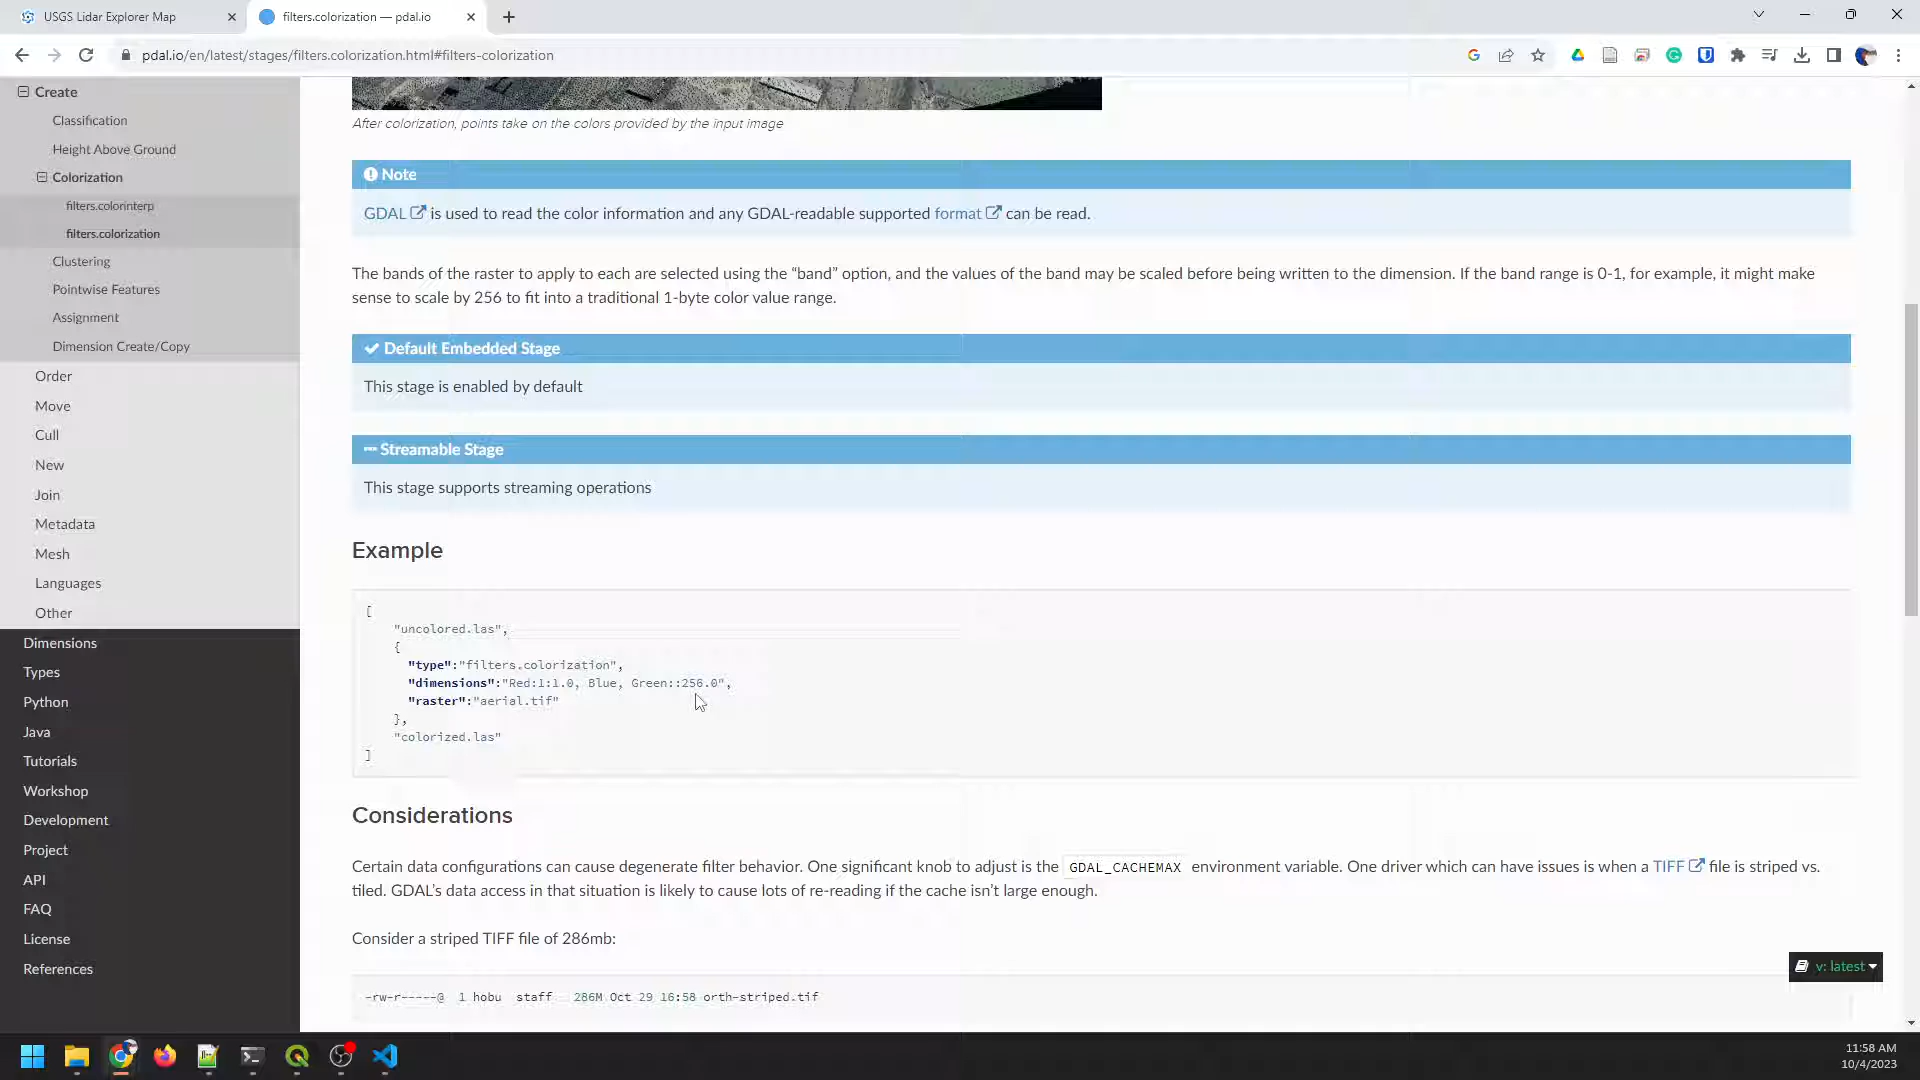 USGS Lidar Explorer Map
filters.colorization — pdal.io
pdal.io/en/latest/stages/filters.colorization.html#filters-colorization
Create
Classification
Height Above Ground
Colorization
filters.colorinterp
filters.colorization
Clustering
Pointwise Features
Assignment
Dimension Create/Copy
Order
Move
Cull
New
Join
Metadata
Mesh
Languages
Other
Dimensions
Types
Python
Java
Tutorials
Workshop
Development
Project
API
FAQ
License
References
After colorization, points take on the colors provided by the input image
Note
GDAL is used to read the color information and any GDAL-readable supported format can be read.
The bands of the raster to apply to each are selected using the “band” option, and the values of the band may be scaled before being written to the dimension. If the band range is 0-1, for example, it might make
sense to scale by 256 to fit into a traditional 1-byte color value range.
Default Embedded Stage
This stage is enabled by default
Streamable Stage
This stage supports streaming operations
Example
[
"uncolored.las",
{
"type":"filters.colorization",
"dimensions":"Red:1:1.0, Blue, Green::256.0",
"raster":"aerial.tif"
},
"colorized.las"
]
Considerations
Certain data configurations can cause degenerate filter behavior. One significant knob to adjust is the GDAL_CACHEMAX environment variable. One driver which can have issues is when a TIFF file is striped vs.
tiled. GDAL’s data access in that situation is likely to cause lots of re-reading if the cache isn’t large enough.
Consider a striped TIFF file of 286mb:
-rw-r-----@ 1 hobu staff 286M Oct 29 16:58 orth-striped.tif
v: latest
11:58 AM
10/4/2023